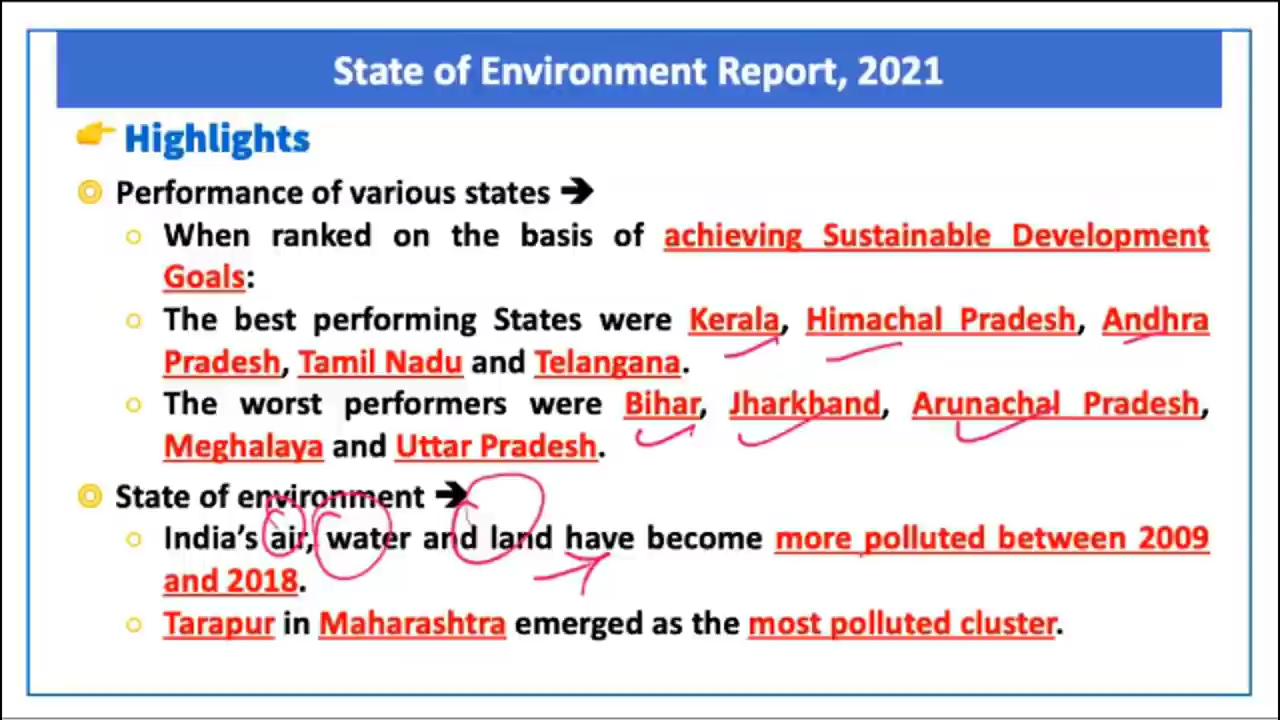 State of Environment Report, 2021
Highlights
Performance of various states ➔
When ranked on the basis of achieving Sustainable Development
Goals:
The best performing States were Kerala, Himachal Pradesh, Andhra
Pradesh, Tamil Nadu and Telangana.
The worst performers were Bihar, Jharkhand, Arunachal Pradesh,
Meghalaya and Uttar Pradesh.
State of environment ➔
India's air, water and land have become more polluted between 2009
and 2018.
Tarapur in Maharashtra emerged as the most polluted cluster.